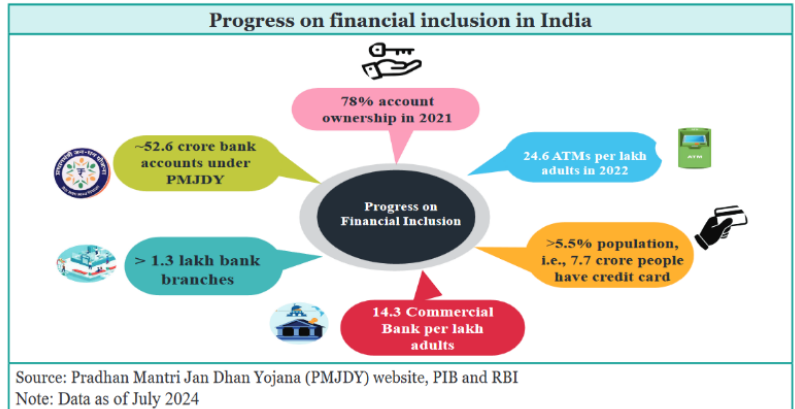 Progress on financial inclusion in India
78% account
ownership in 2021
~52.6 crore bank
accounts under
PMJDY
24.6 ATMs per lakh
adults in 2022
ATM
Progress on
Financial Inclusion
> 1.3 lakh bank
branches
>5.5% population,
i.e., 7.7 crore people
have credit card
14.3 Commercial
Bank per lakh
adults
Source: Pradhan Mantri Jan Dhan Yojana (PMJDY) website, PIB and RBI
Note: Data as of July 2024